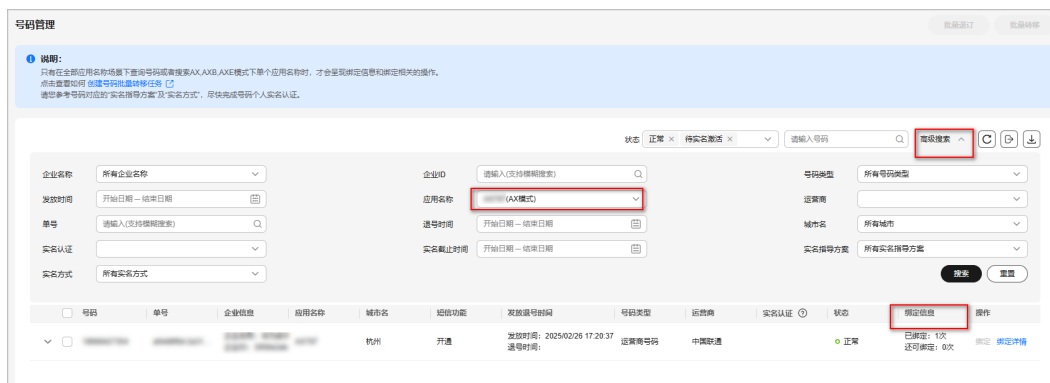 号码管理
批量退订 批量转移
说明：
只有在全部应用名称场景下查询号码或者搜索AX,AXB,AXE模式下单个应用名称时，才会呈现绑定信息和绑定相关的操作。
点击查看如何 创建号码批量转移任务
请您参考号码对应的“实名指导方案”及“实名方式”，尽快完成号码个人实名认证。
状态 正常 × 待实名激活 × 请输入号码 高级搜索
企业名称 所有企业名称 企业ID 请输入(支持模糊搜索) 号码类型 所有号码类型
发放时间 开始日期 – 结束日期 应用名称 (AX模式) 运营商
单号 请输入(支持模糊搜索) 退号时间 开始日期 – 结束日期 城市名 所有城市
实名认证 实名截止时间 开始日期 – 结束日期 实名指导方案 所有实名指导方案
实名方式 所有实名方式 搜索 重置
号码 单号 企业信息 应用名称 城市名 短信功能 发放退号时间 号码类型 运营商 实名认证 状态 绑定信息 操作
杭州 开通 发放时间：2025/02/26 17:20:37 运营商号码 中国联通 正常 已绑定：1次 绑定 绑定详情
退号时间： 还可绑定：0次